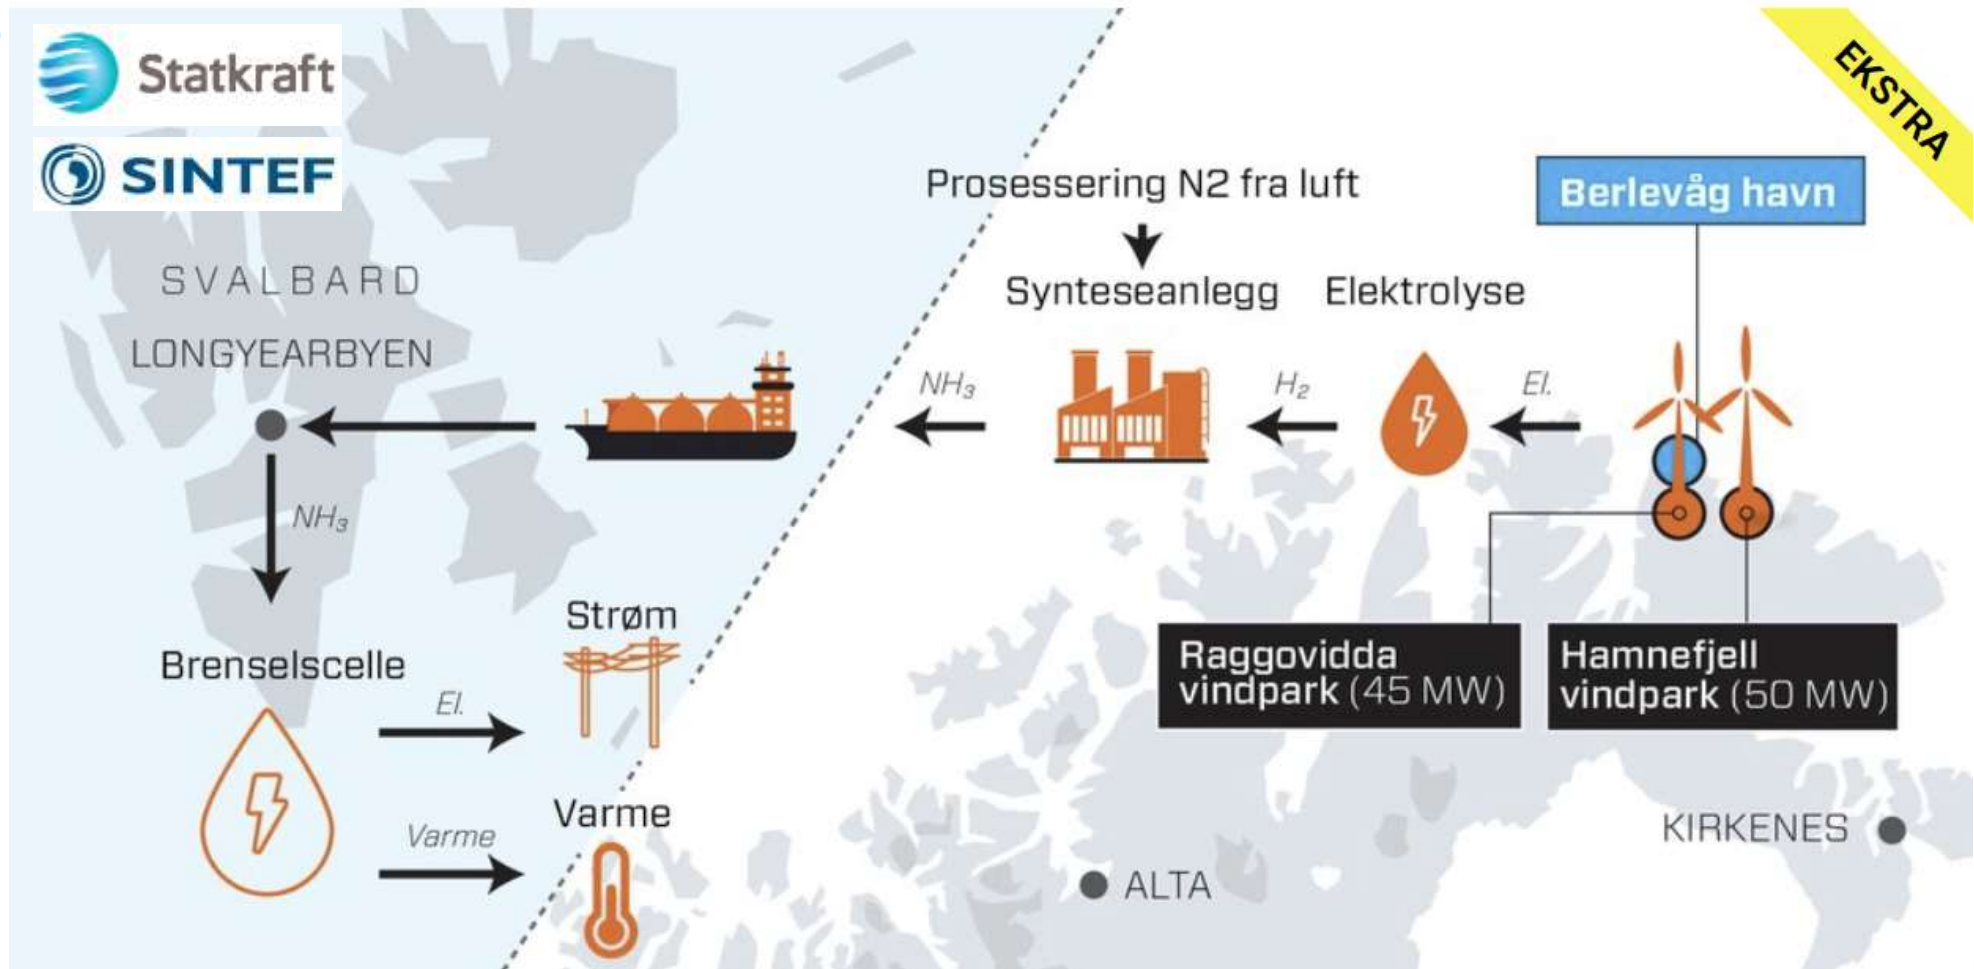 Statkraft
SINTEF
EKSTRA
Prosessering N2 fra luft
Berlevåg havn
SVALBARD
Synteseanlegg
Elektrolyse
LONGYEARBYEN
NH₃
H₂
El.
NH₃
Strøm
Brenselscelle
El.
Raggovidda
vindpark (45 MW)
Hamnefjell
vindpark (50 MW)
Varme
Varme
KIRKENES
ALTA